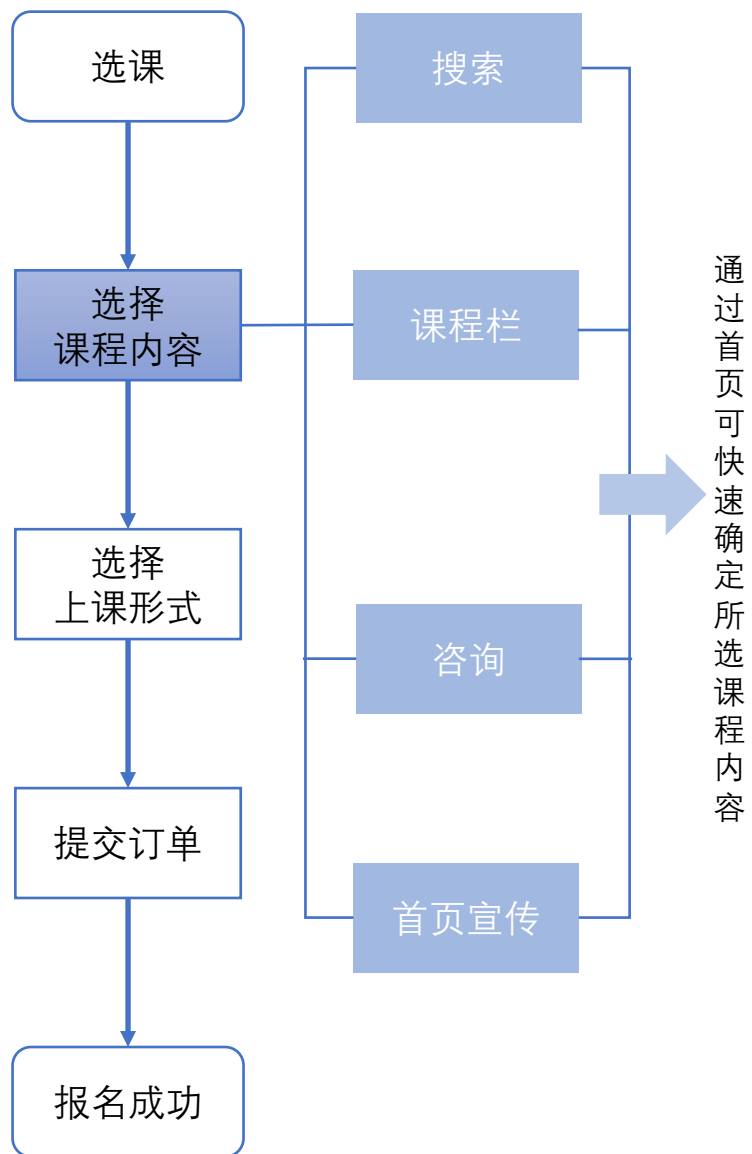 选课
选择
课程内容
选择
上课形式
提交订单
报名成功
搜索
课程栏
咨询
首页宣传
通过首页可快速确定所选课程内容